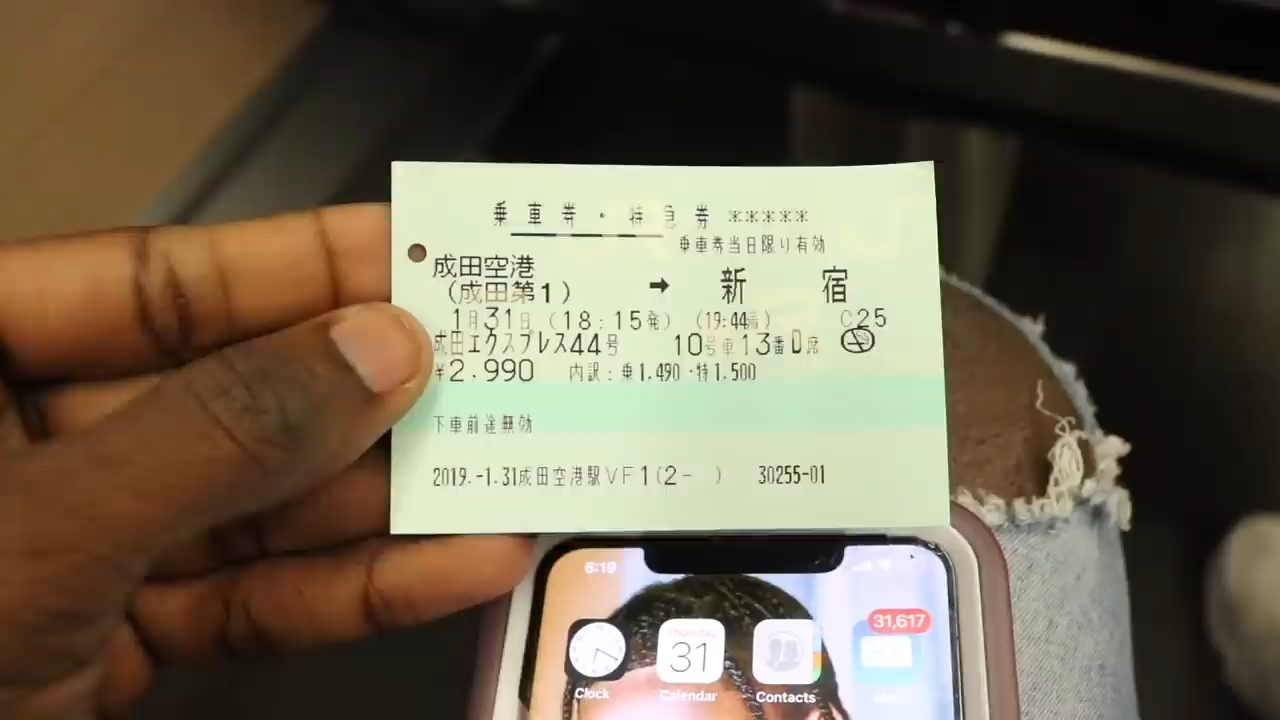 乗車券・特急券 *****
乗車券当日限り有効
成田空港 → 新宿
(成田第1)
1月31日 (18:15発) (19:44着) C25
成田エクスプレス44号 10号車13番D席
¥2,990 内訳:乗1,490・特1,500
下車前途無効
2019.-1.31成田空港駅VF1(2- ) 30255-01
6:19
31,617
Thursday
31
Clock Calendar Contacts Mail